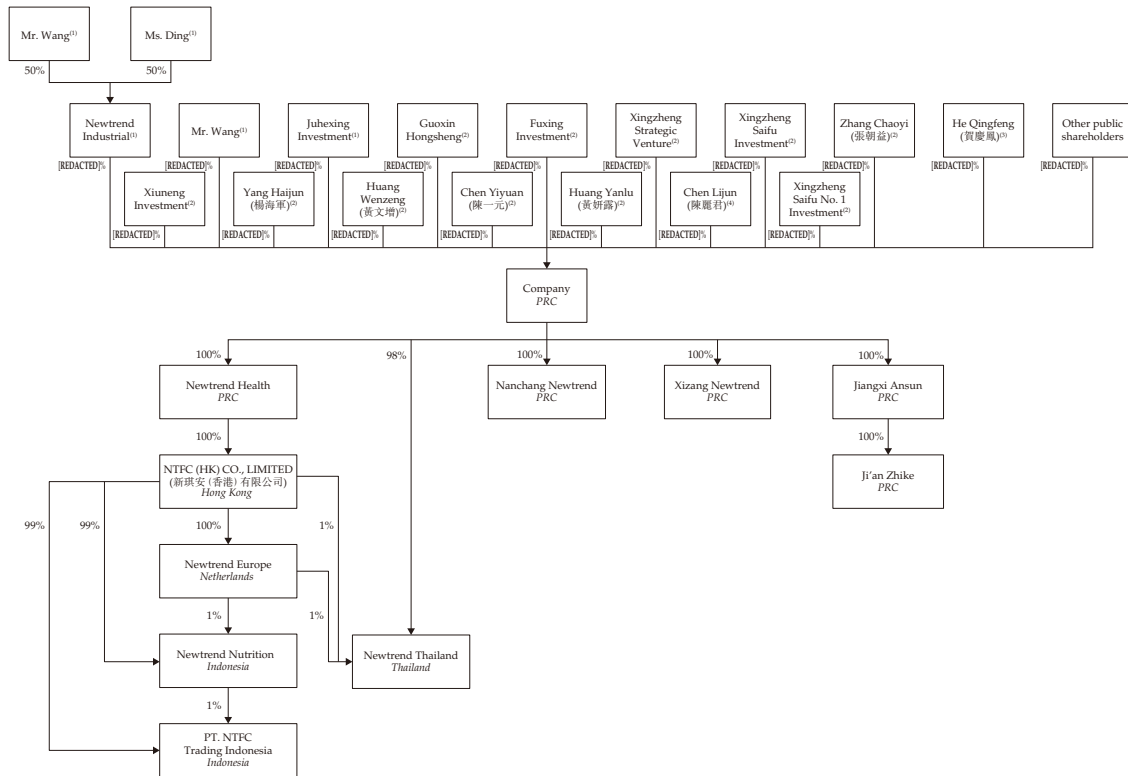 Mr. Wang(1)
Ms. Ding(1)
50%
50%
Newtrend
Industrial(1)
Mr. Wang(1)
Juhexing
Investment(1)
Guoxin
Hongsheng(2)
Fuxing
Investment(2)
Xingzheng
Strategic
Venture(2)
Xingzheng
Saifu
Investment(2)
Zhang Chaoyi
(張朝益)(2)
He Qingfeng
(賀慶鳳)(3)
Other public
shareholders
[REDACTED]%
[REDACTED]%
[REDACTED]%
[REDACTED]%
[REDACTED]%
[REDACTED]%
[REDACTED]%
[REDACTED]%
[REDACTED]%
[REDACTED]%
Xiuneng
Investment(2)
Yang Haijun
(楊海軍)(2)
Huang
Wenzeng
(黃文增)(2)
Chen Yiyuan
(陳一元)(2)
Huang Yanlu
(黃妍露)(2)
Chen Lijun
(陳麗君)(4)
Xingzheng
Saifu No. 1
Investment(2)
[REDACTED]%
[REDACTED]%
[REDACTED]%
[REDACTED]%
[REDACTED]%
[REDACTED]%
[REDACTED]%
Company
PRC
100%
98%
100%
100%
100%
Newtrend Health
PRC
Nanchang Newtrend
PRC
Xizang Newtrend
PRC
Jiangxi Ansun
PRC
100%
100%
NTFC (HK) CO., LIMITED
(新琪安（香港）有限公司)
Hong Kong
Ji'an Zhike
PRC
99%
99%
100%
1%
Newtrend Europe
Netherlands
1%
1%
Newtrend Nutrition
Indonesia
Newtrend Thailand
Thailand
1%
PT. NTFC
Trading Indonesia
Indonesia